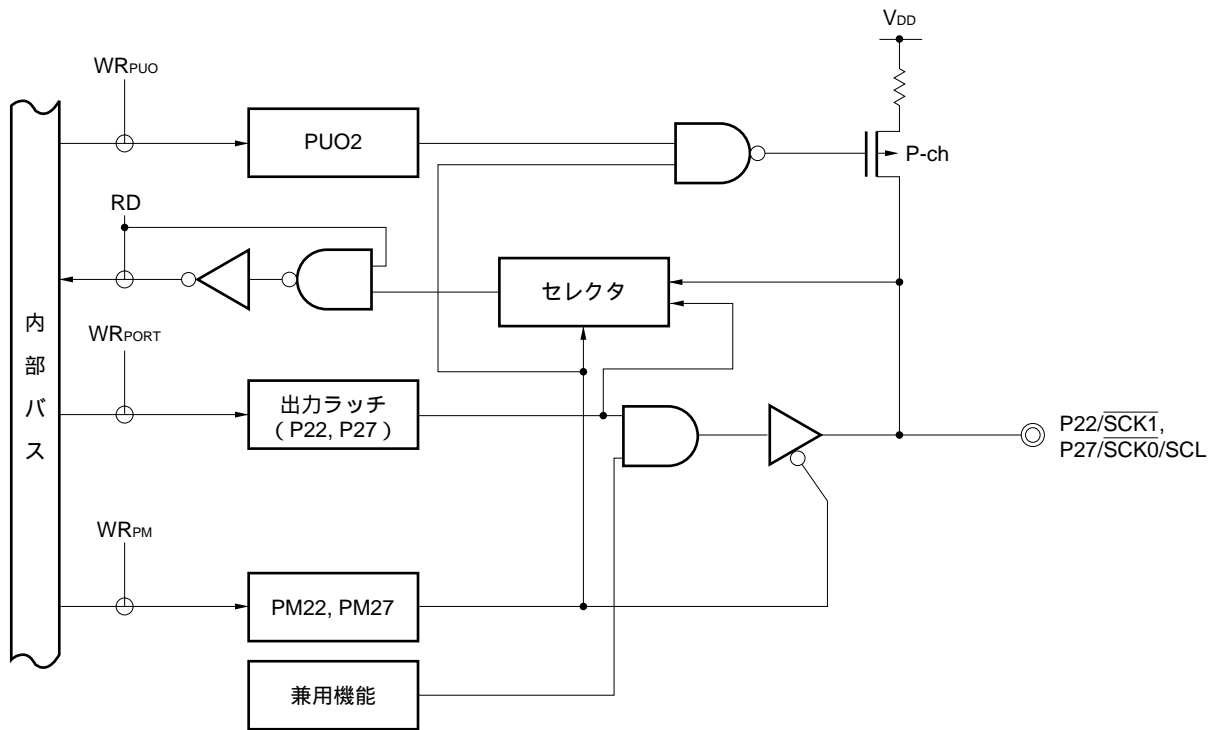 VDD
WRPUO
PUO2
P-ch
RD
セレクタ
内部バス
WRPORT
出力ラッチ
(P22, P27)
P22/SCK1,
P27/SCK0/SCL
WRPM
PM22, PM27
兼用機能